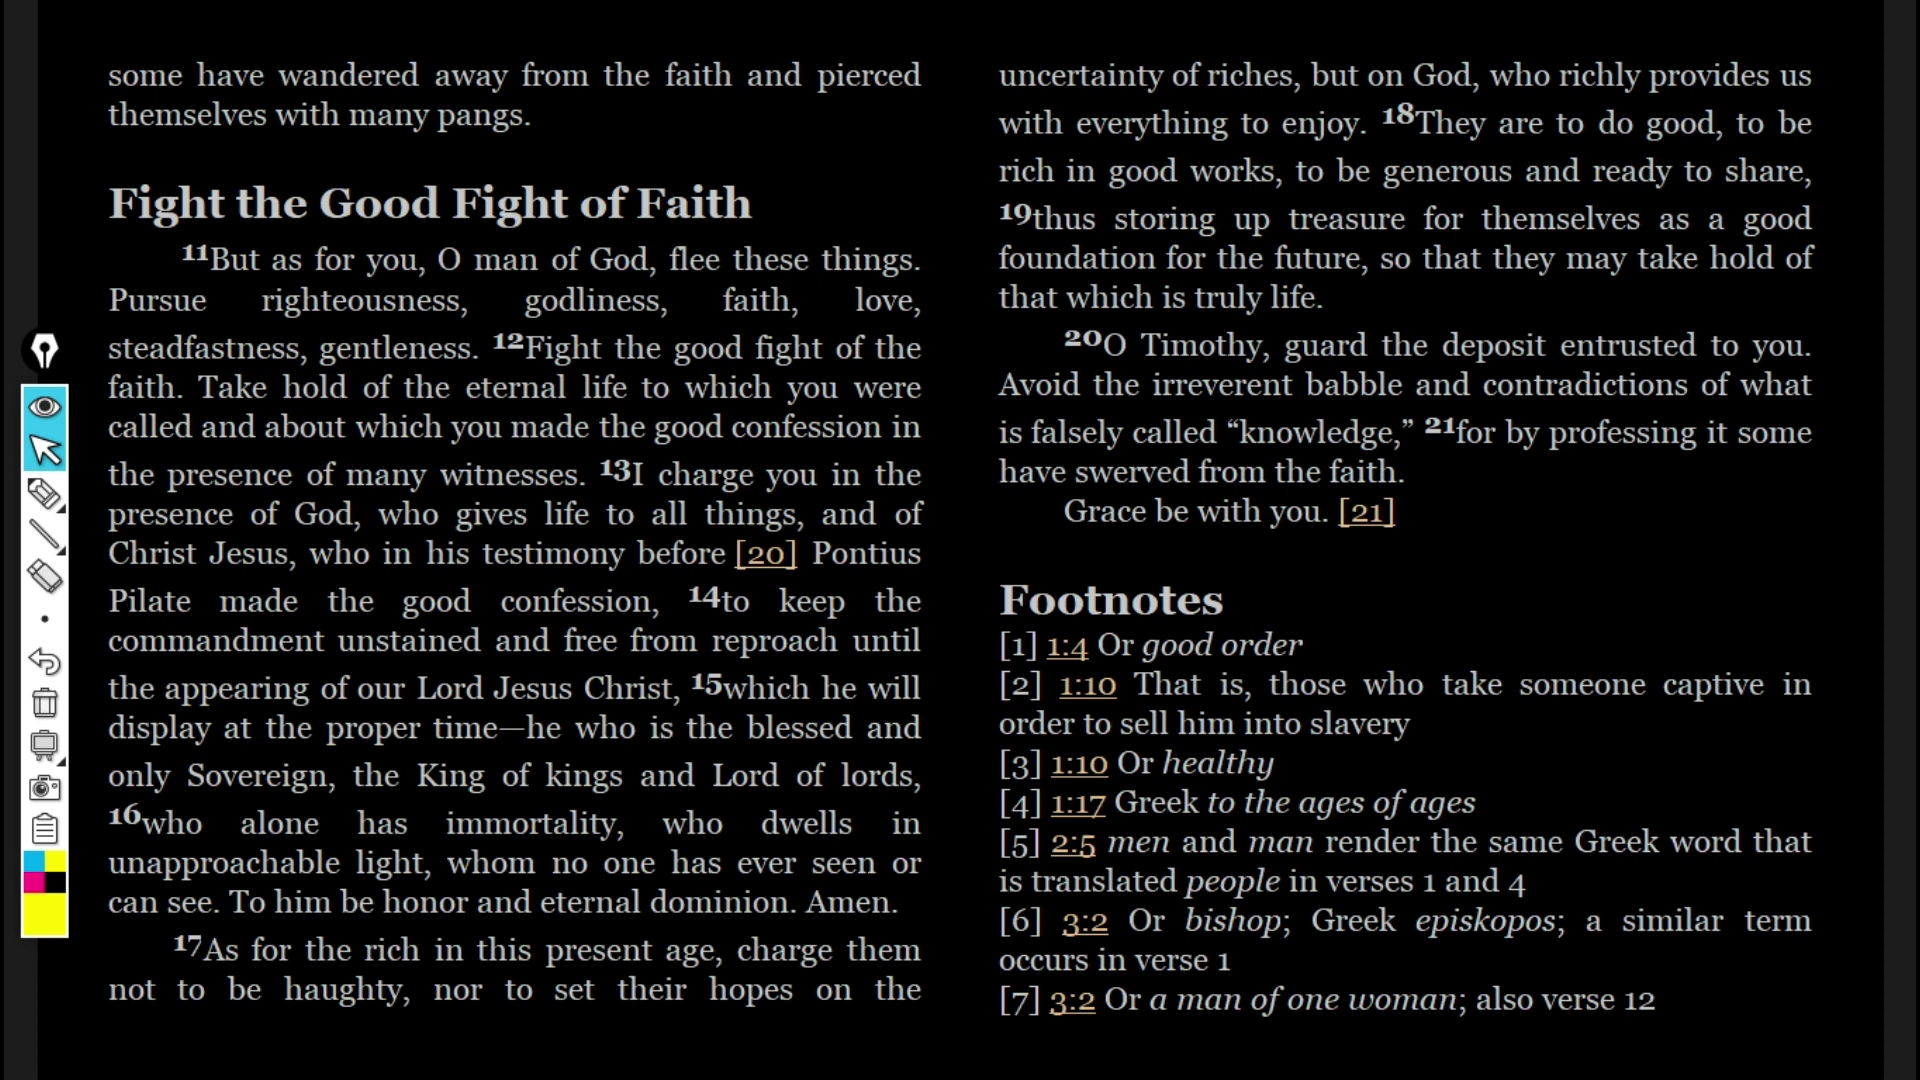 some have wandered away from the faith and pierced
themselves with many pangs.
Fight the Good Fight of Faith
11But as for you, O man of God, flee these things.
Pursue righteousness, godliness, faith, love,
steadfastness, gentleness. 12Fight the good fight of the
faith. Take hold of the eternal life to which you were
called and about which you made the good confession in
the presence of many witnesses. 13I charge you in the
presence of God, who gives life to all things, and of
Christ Jesus, who in his testimony before [20] Pontius
Pilate made the good confession, 14to keep the
commandment unstained and free from reproach until
the appearing of our Lord Jesus Christ, 15which he will
display at the proper time—he who is the blessed and
only Sovereign, the King of kings and Lord of lords,
16who alone has immortality, who dwells in
unapproachable light, whom no one has ever seen or
can see. To him be honor and eternal dominion. Amen.
17As for the rich in this present age, charge them
not to be haughty, nor to set their hopes on the
uncertainty of riches, but on God, who richly provides us
with everything to enjoy. 18They are to do good, to be
rich in good works, to be generous and ready to share,
19thus storing up treasure for themselves as a good
foundation for the future, so that they may take hold of
that which is truly life.
20O Timothy, guard the deposit entrusted to you.
Avoid the irreverent babble and contradictions of what
is falsely called “knowledge,” 21for by professing it some
have swerved from the faith.
Grace be with you. [21]
Footnotes
[1] 1:4 Or good order
[2] 1:10 That is, those who take someone captive in
order to sell him into slavery
[3] 1:10 Or healthy
[4] 1:17 Greek to the ages of ages
[5] 2:5 men and man render the same Greek word that
is translated people in verses 1 and 4
[6] 3:2 Or bishop; Greek episkopos; a similar term
occurs in verse 1
[7] 3:2 Or a man of one woman; also verse 12